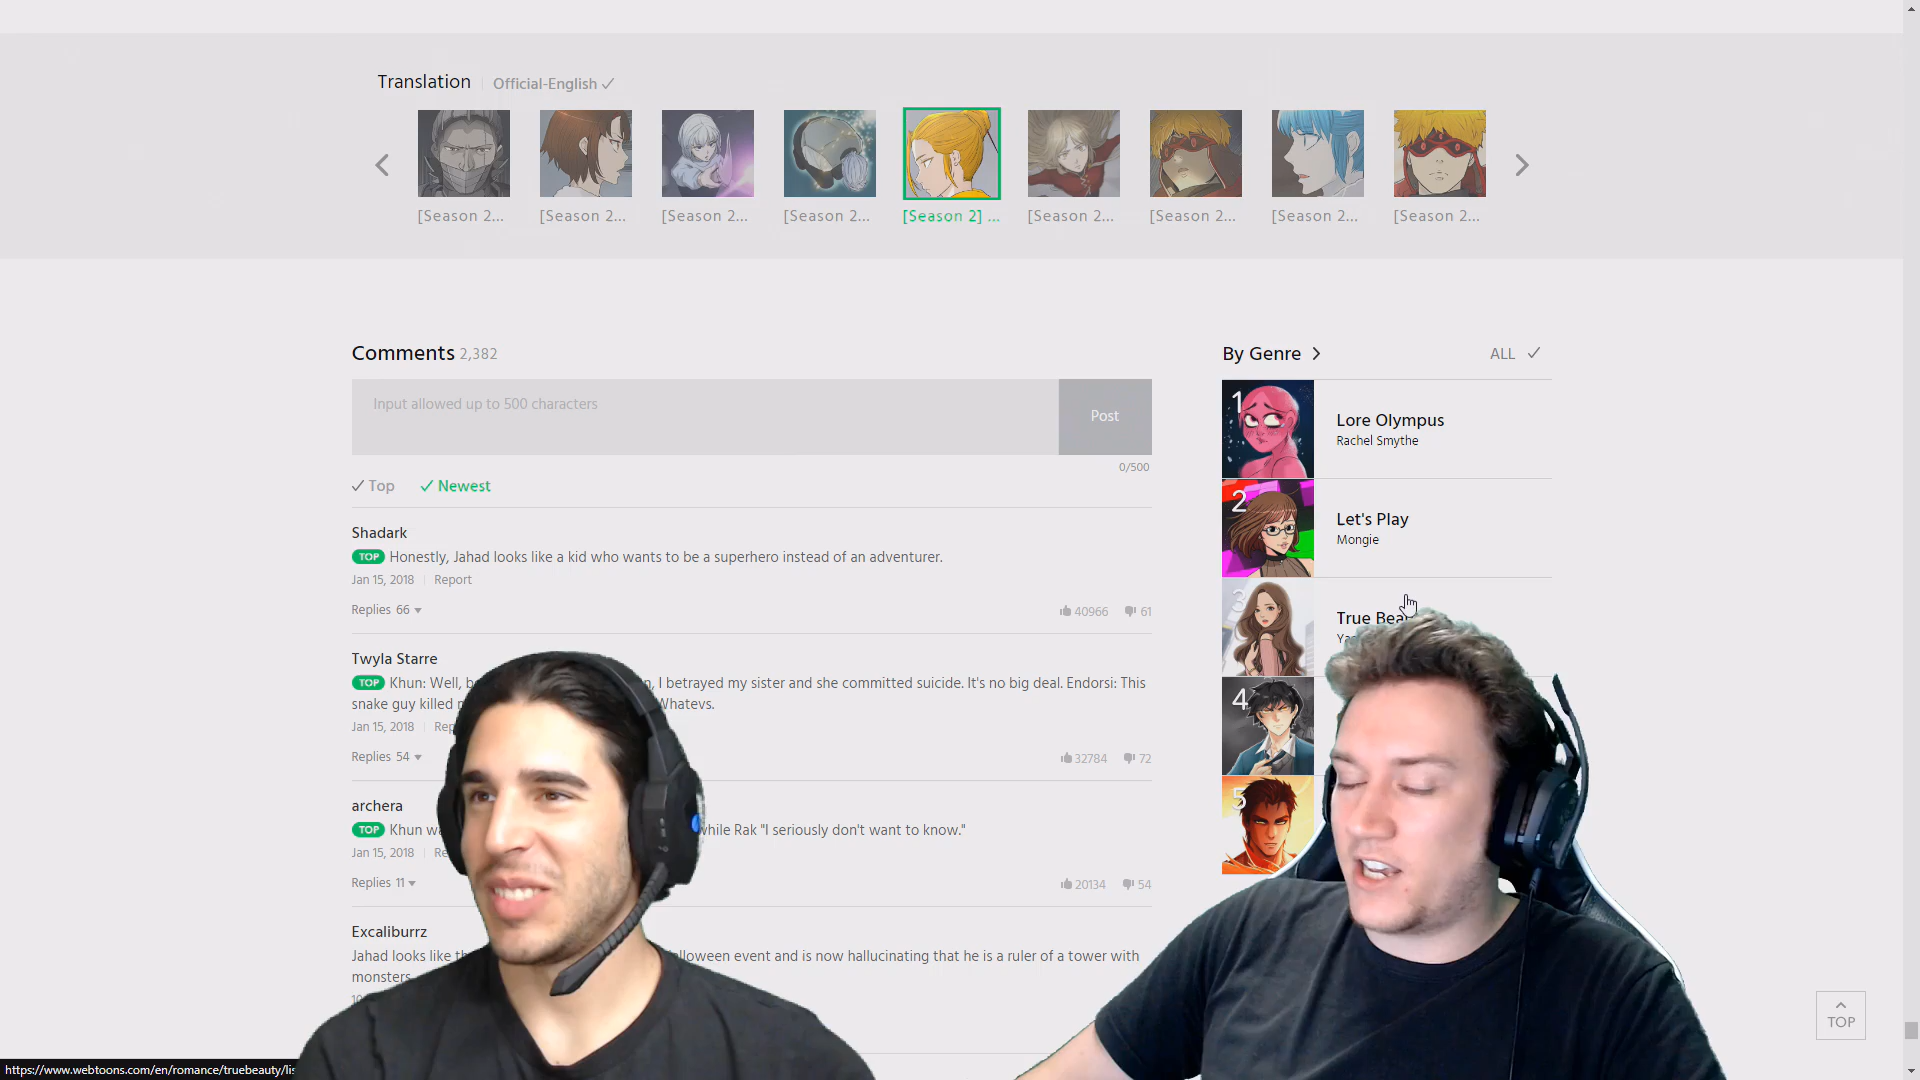 Translation
Official-English
[Season 2...
[Season 2...
[Season 2...
[Season 2...
[Season 2] ...
[Season 2...
[Season 2...
[Season 2...
[Season 2...
Comments 2,382
Input allowed up to 500 characters
Post
0/500
Top
Newest
Shadark
TOP Honestly, Jahad looks like a kid who wants to be a superhero instead of an adventurer.
Jan 15, 2018
Report
Replies 66
40966
61
Twyla Starre
TOP Khun: Well, I betrayed my sister and she committed suicide. It's no big deal. Endorsi: This
snake guy killed Whatevs.
Jan 15, 2018
Replies 54
32784
72
archera
TOP Khun while Rak "I seriously don't want to know."
Jan 15, 2018
Replies 11
20134
54
Excaliburrz
Jahad looks like event and is now hallucinating that he is a ruler of a tower with
monsters
By Genre
ALL
1
Lore Olympus
Rachel Smythe
2
Let's Play
Mongie
3
True
4
5
TOP
https://www.webtoons.com/en/romance/truebeauty/lis